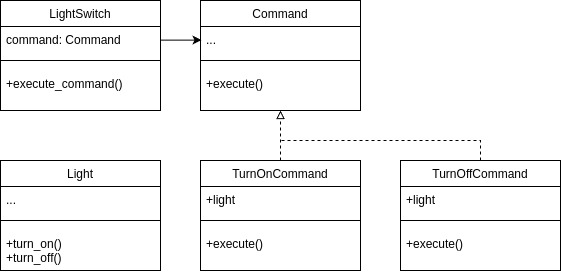 LightSwitch
command: Command
+execute_command()
Command
...
+execute()
Light
...
+turn_on()
+turn_off()
TurnOnCommand
+light
+execute()
TurnOffCommand
+light
+execute()